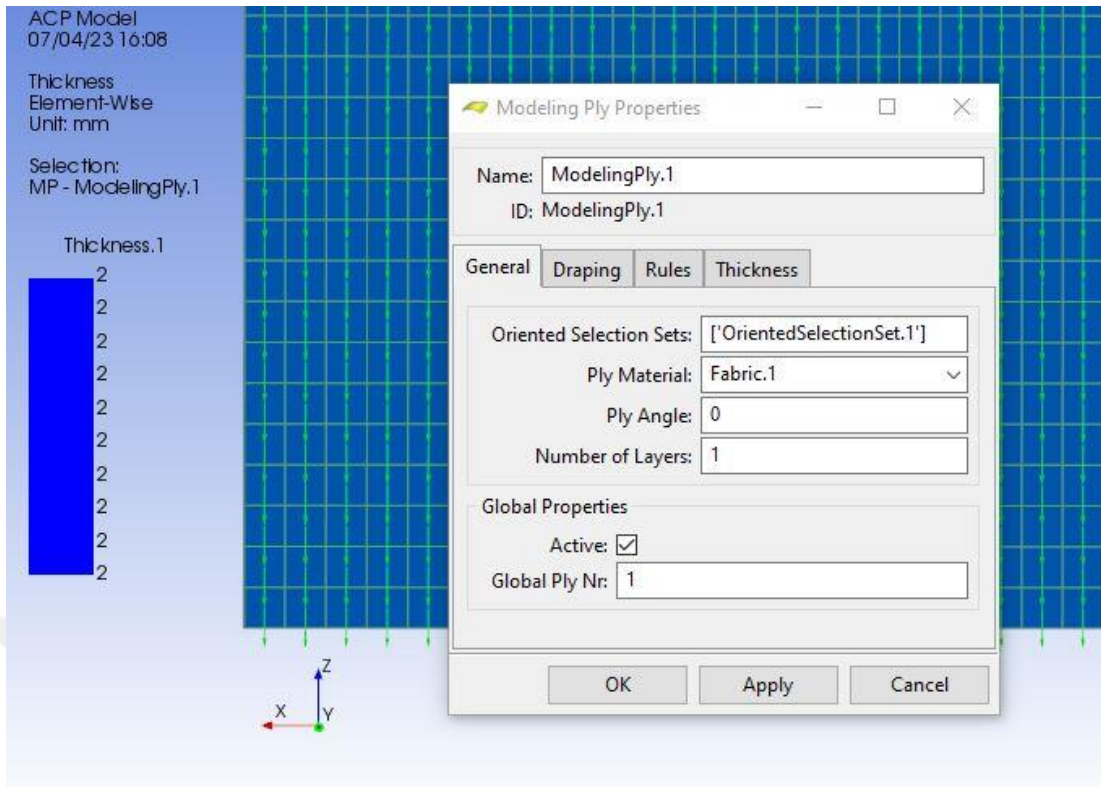 ACP Model
07/04/23 16:08
Thickness
Element-Wise
Unit: mm
Selection:
MP - ModelingPly.1
Thickness.1
2
2
2
2
2
2
2
2
2
2
Modeling Ply Properties
Name: ModelingPly.1
ID: ModelingPly.1
General Draping Rules Thickness
Oriented Selection Sets: ['OrientedSelectionSet.1']
Ply Material: Fabric.1
Ply Angle: 0
Number of Layers: 1
Global Properties
Active:
Global Ply Nr: 1
OK Apply Cancel
Z
X
Y